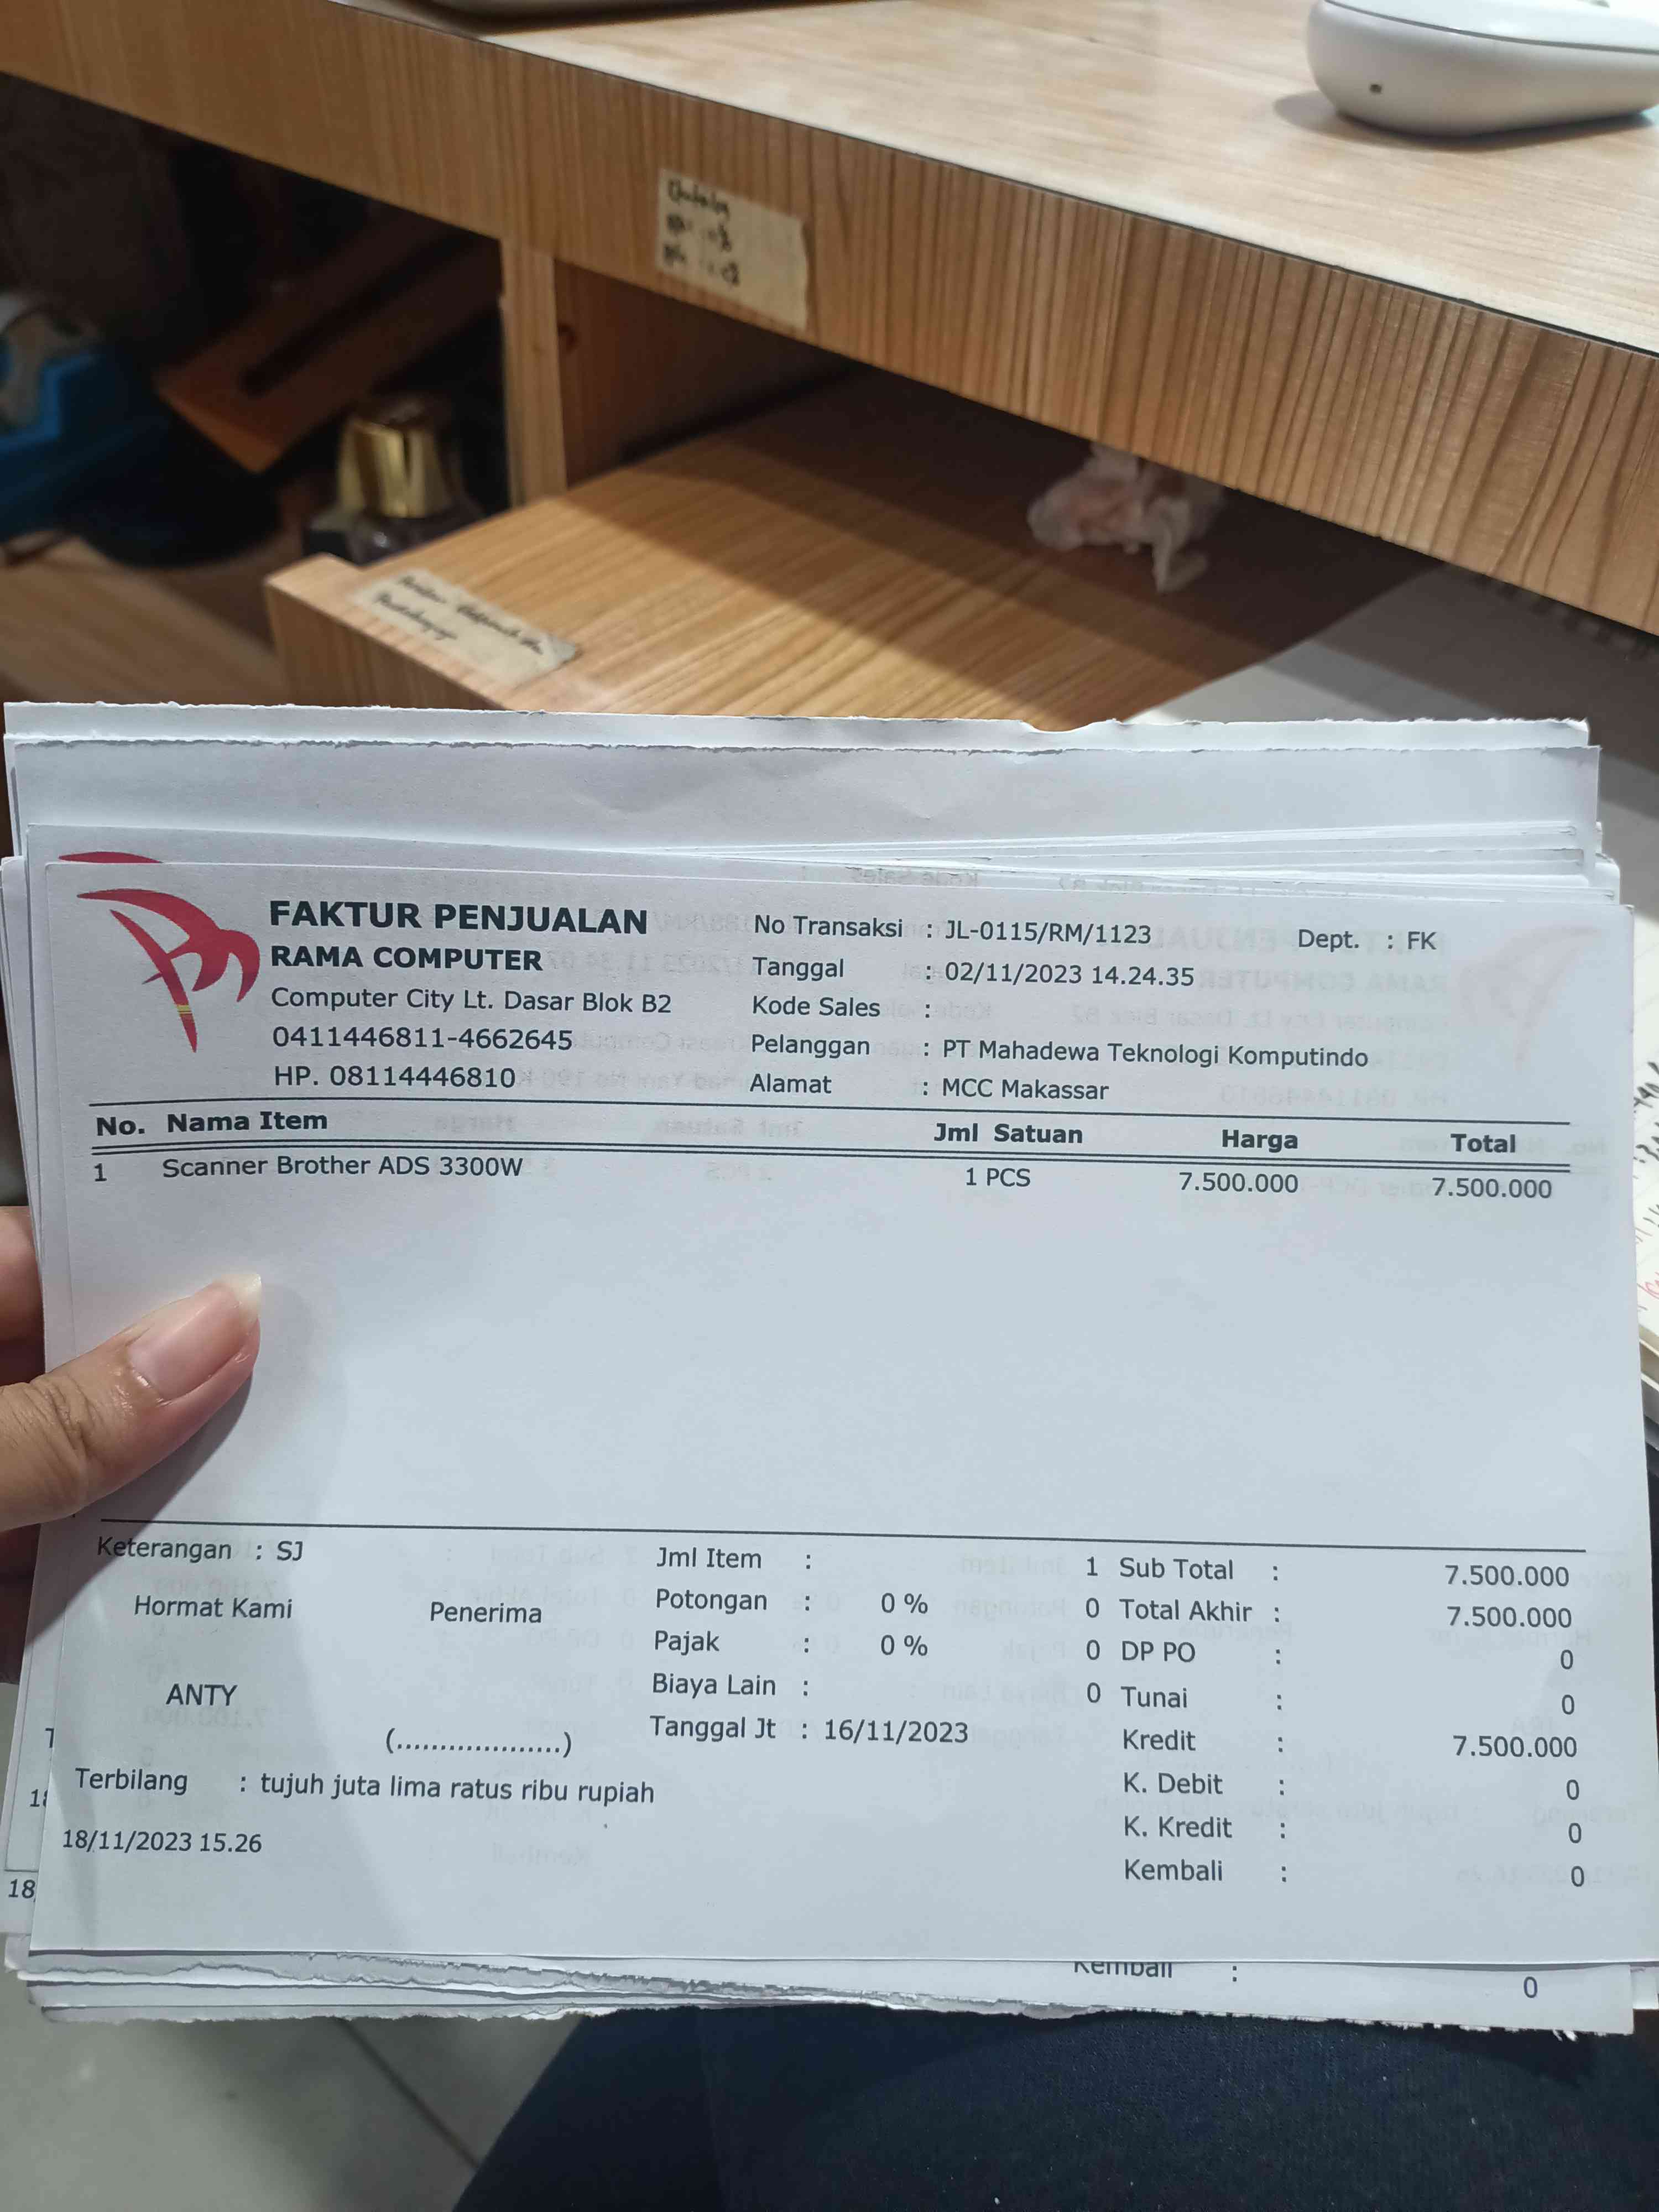 FAKTUR PENJUALAN
RAMA COMPUTER
Computer City Lt. Dasar Blok B2
0411446811-4662645
HP. 08114446810
No Transaksi : JL-0115/RM/1123
Dept. : FK
Tanggal : 02/11/2023 14.24.35
Kode Sales :
Pelanggan : PT Mahadewa Teknologi Komputindo
Alamat : MCC Makassar
No. Nama Item Jml Satuan Harga Total
1 Scanner Brother ADS 3300W 1 PCS 7.500.000 7.500.000
Keterangan : SJ
Hormat Kami Penerima
ANTY
(...................)
Terbilang : tujuh juta lima ratus ribu rupiah
18/11/2023 15.26
Jml Item : 1
Potongan : 0 % 0
Pajak : 0 % 0
Biaya Lain : 0
Tanggal Jt : 16/11/2023
Sub Total : 7.500.000
Total Akhir : 7.500.000
DP PO : 0
Tunai : 0
Kredit : 7.500.000
K. Debit : 0
K. Kredit : 0
Kembali : 0
18
Kembali : 0